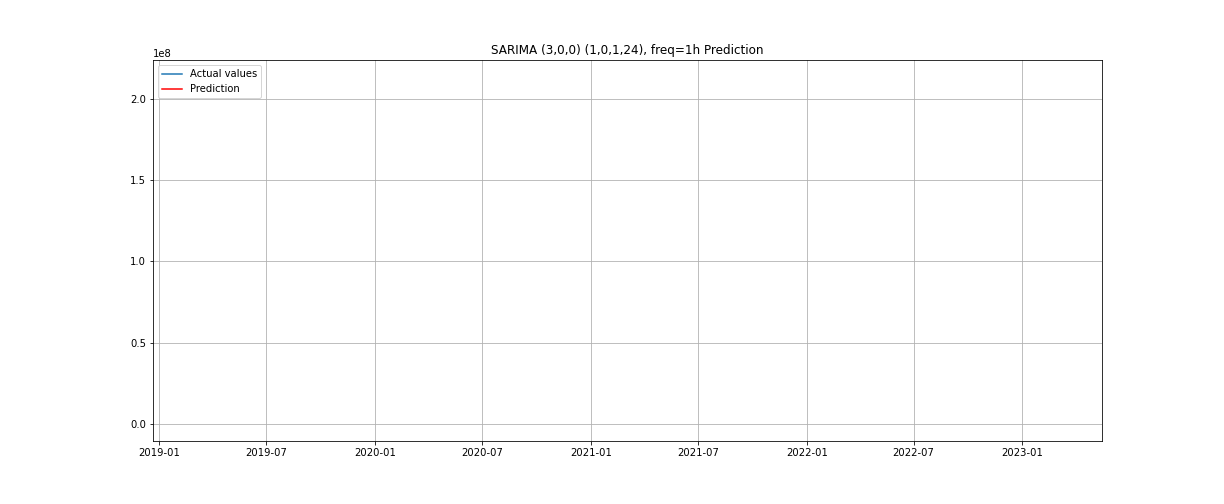 SARIMA (3,0,0) (1,0,1,24), freq=1h Prediction
1e8
Actual values
Prediction
2.0
1.5
1.0
0.5
0.0
2019-01 2019-07 2020-01 2020-07 2021-01 2021-07 2022-01 2022-07 2023-01